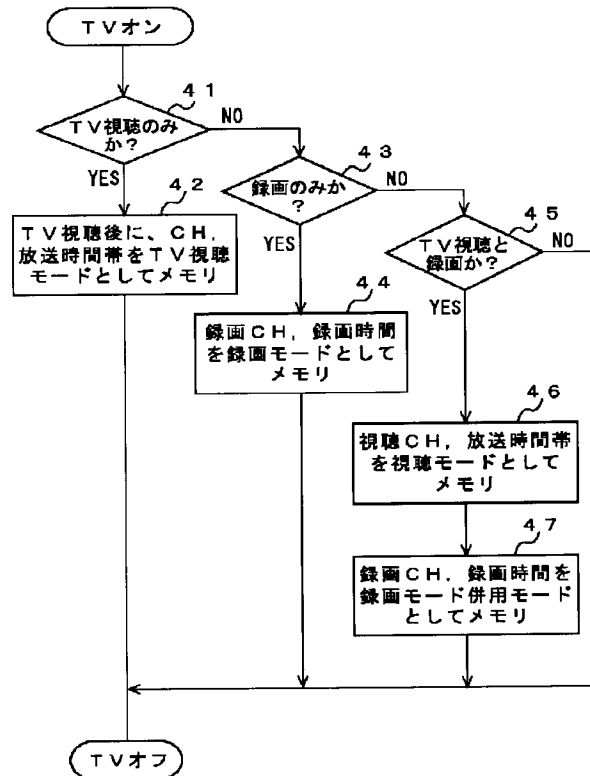 TVオン
41
TV視聴のみ
か?
NO
YES
42
TV視聴後に、CH,
放送時間帯をTV視聴
モードとしてメモリ
43
録画のみか
?
NO
YES
44
録画CH,録画時間
を録画モードとして
メモリ
45
TV視聴と
録画か?
NO
YES
46
視聴CH,放送時間帯
を視聴モードとして
メモリ
47
録画CH,録画時間を
録画モード併用モード
としてメモリ
TVオフ